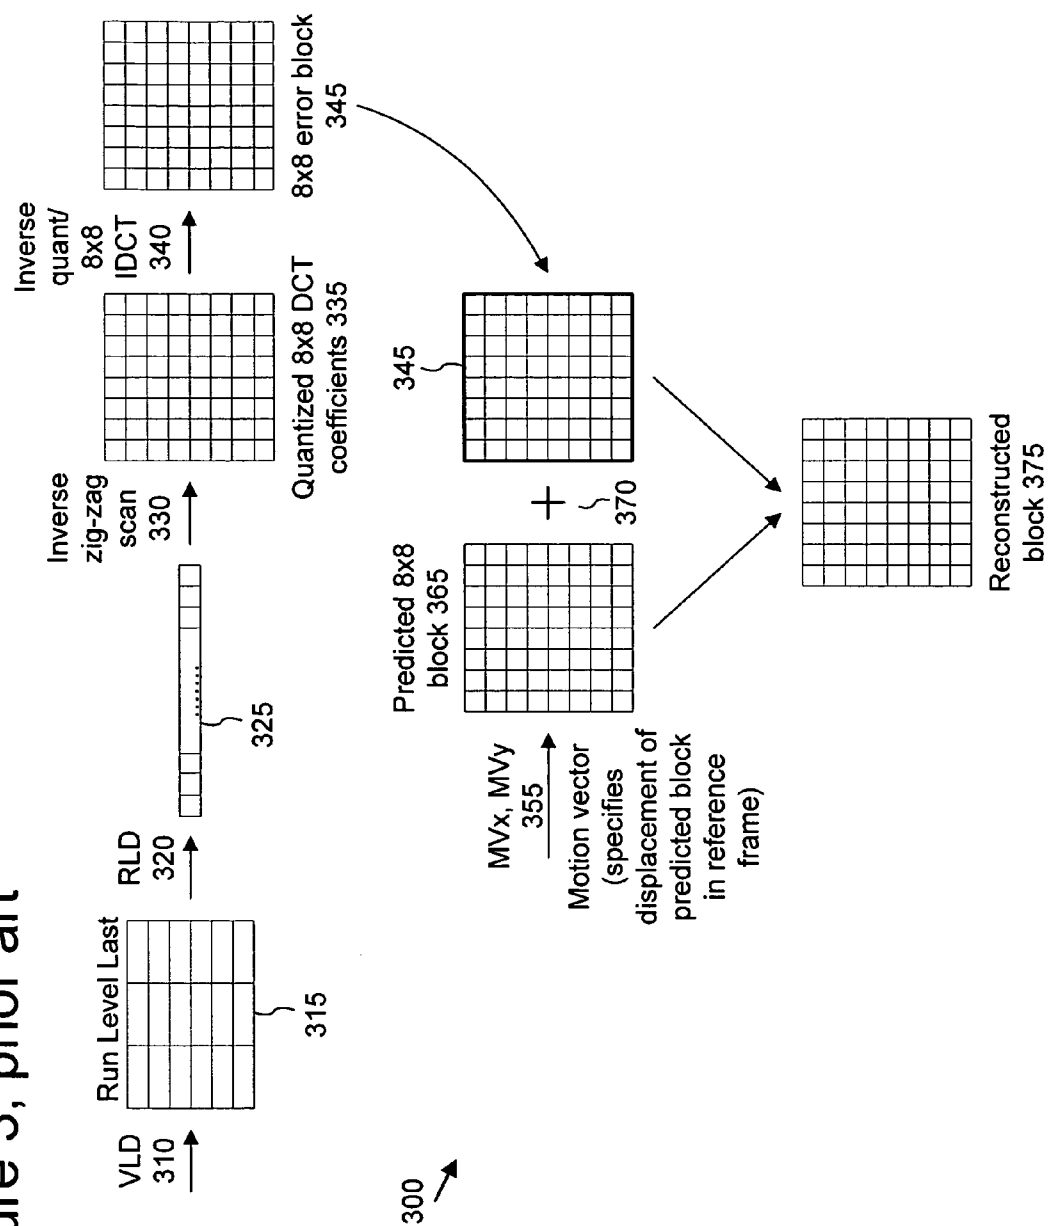 3, prior art
VLD
310
Run Level Last
315
RLD
320
325
Inverse
zig-zag
scan
330
Quantized 8x8 DCT
coefficients 335
Inverse
quant/
8x8
IDCT
340
8x8 error block
345
300
MVx, MVy
355
Motion vector
(specifies
displacement of
predicted block
in reference
frame)
Predicted 8x8
block 365
+
370
345
Reconstructed
block 375